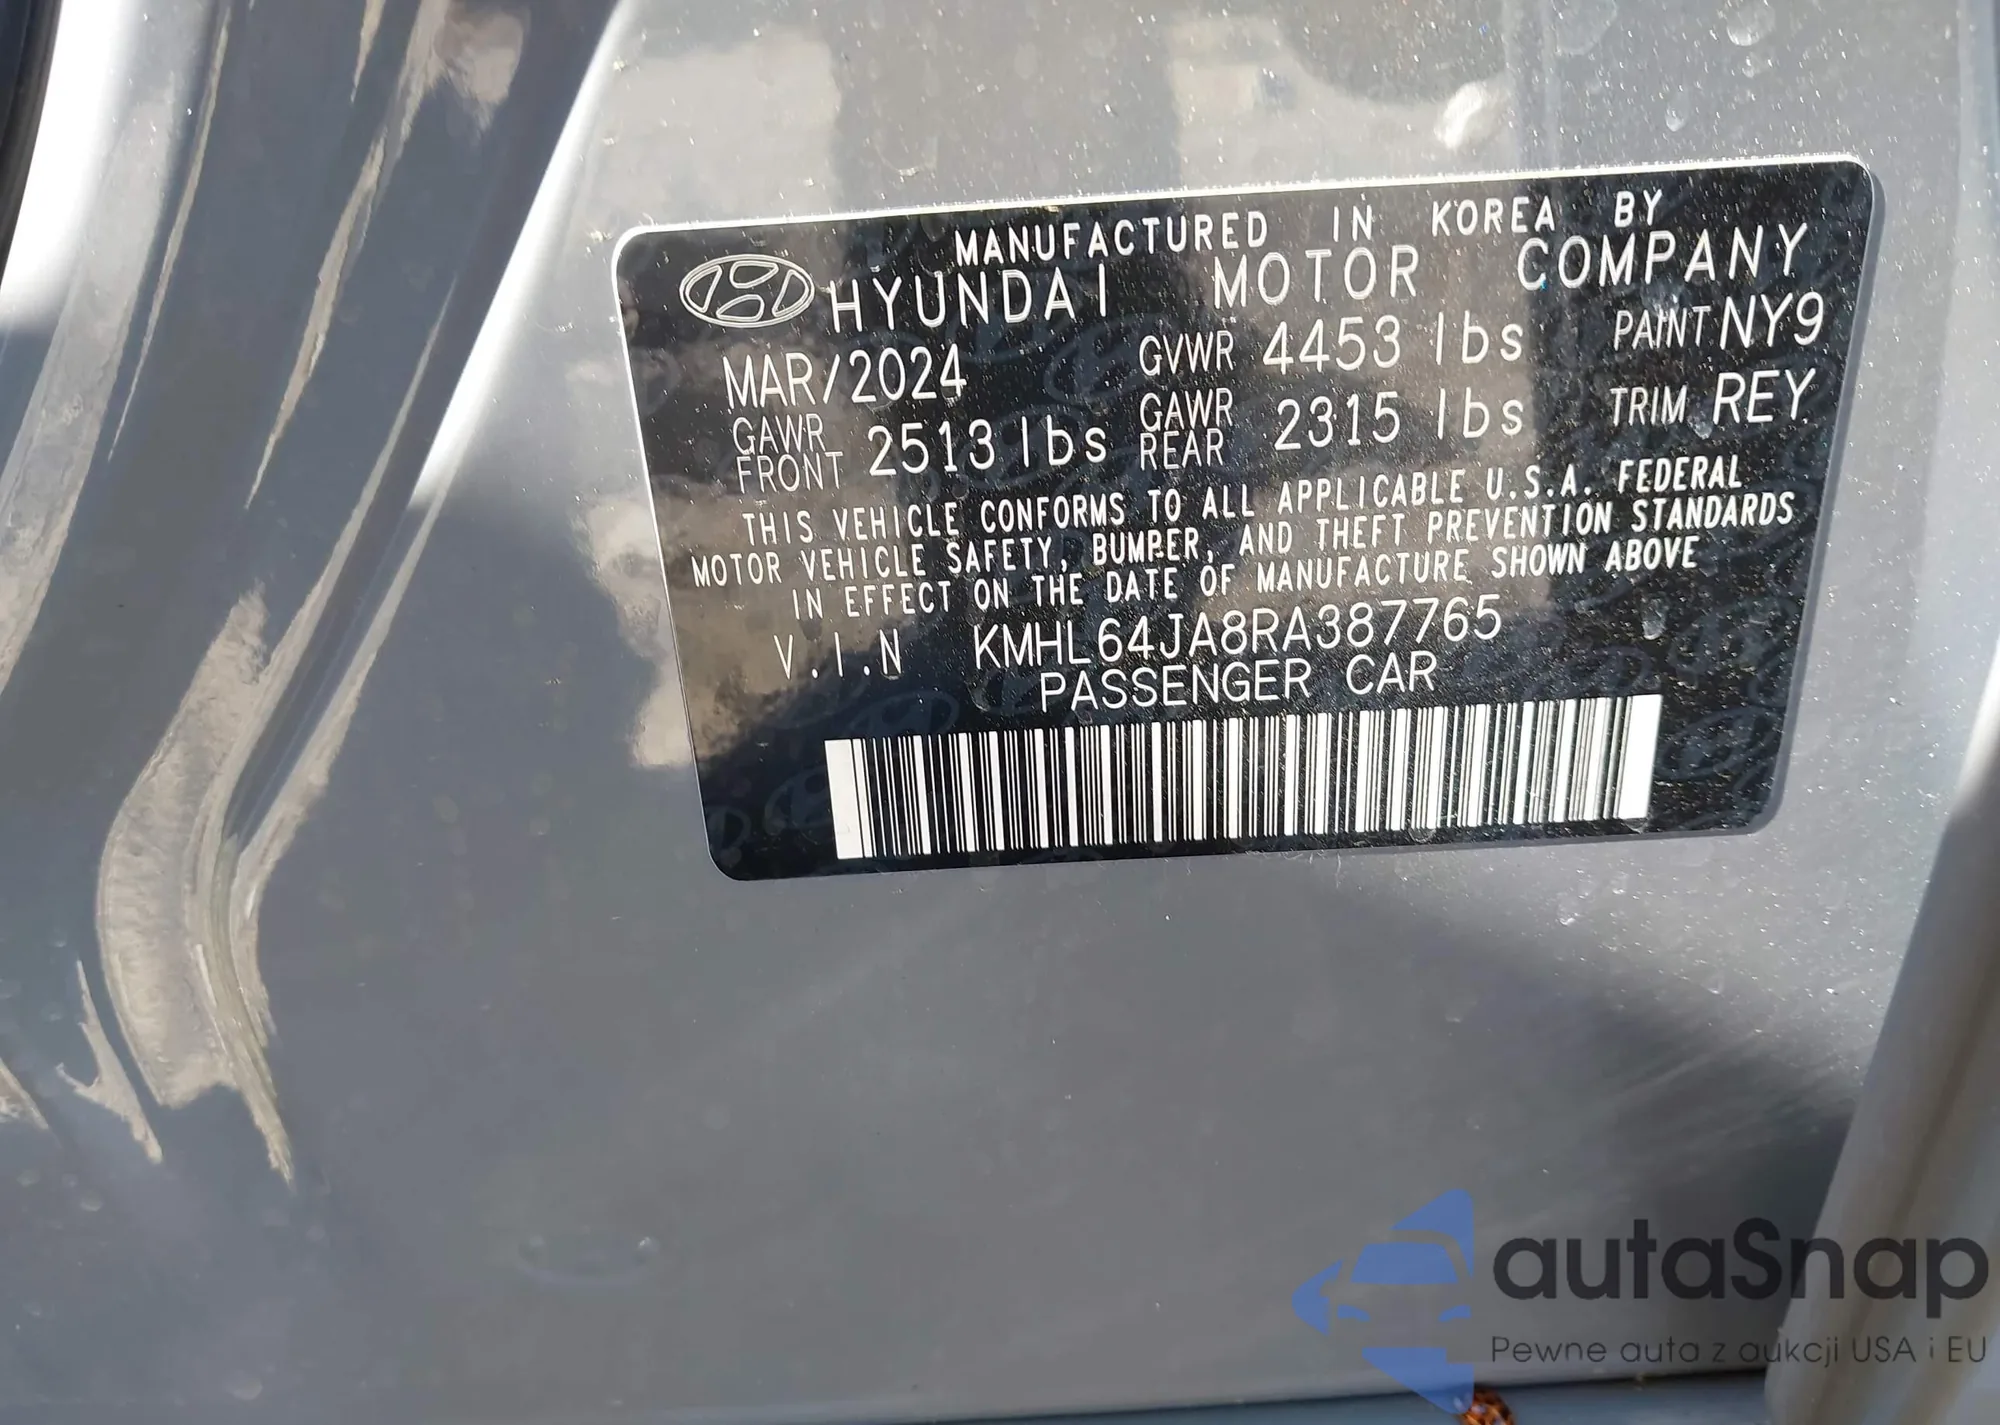 MANUFACTURED IN KOREA BY
HYUNDAI MOTOR COMPANY
MAR/2024 GVWR 4453 lbs PAINT NY9
GAWR FRONT 2513 lbs GAWR REAR 2315 lbs TRIM REY
THIS VEHICLE CONFORMS TO ALL APPLICABLE U.S.A. FEDERAL
MOTOR VEHICLE SAFETY, BUMPER, AND THEFT PREVENTION STANDARDS
IN EFFECT ON THE DATE OF MANUFACTURE SHOWN ABOVE
V.I.N KMHL64JA8RA387765
PASSENGER CAR
autaSnap
Pewne auta z aukcji USA i EU